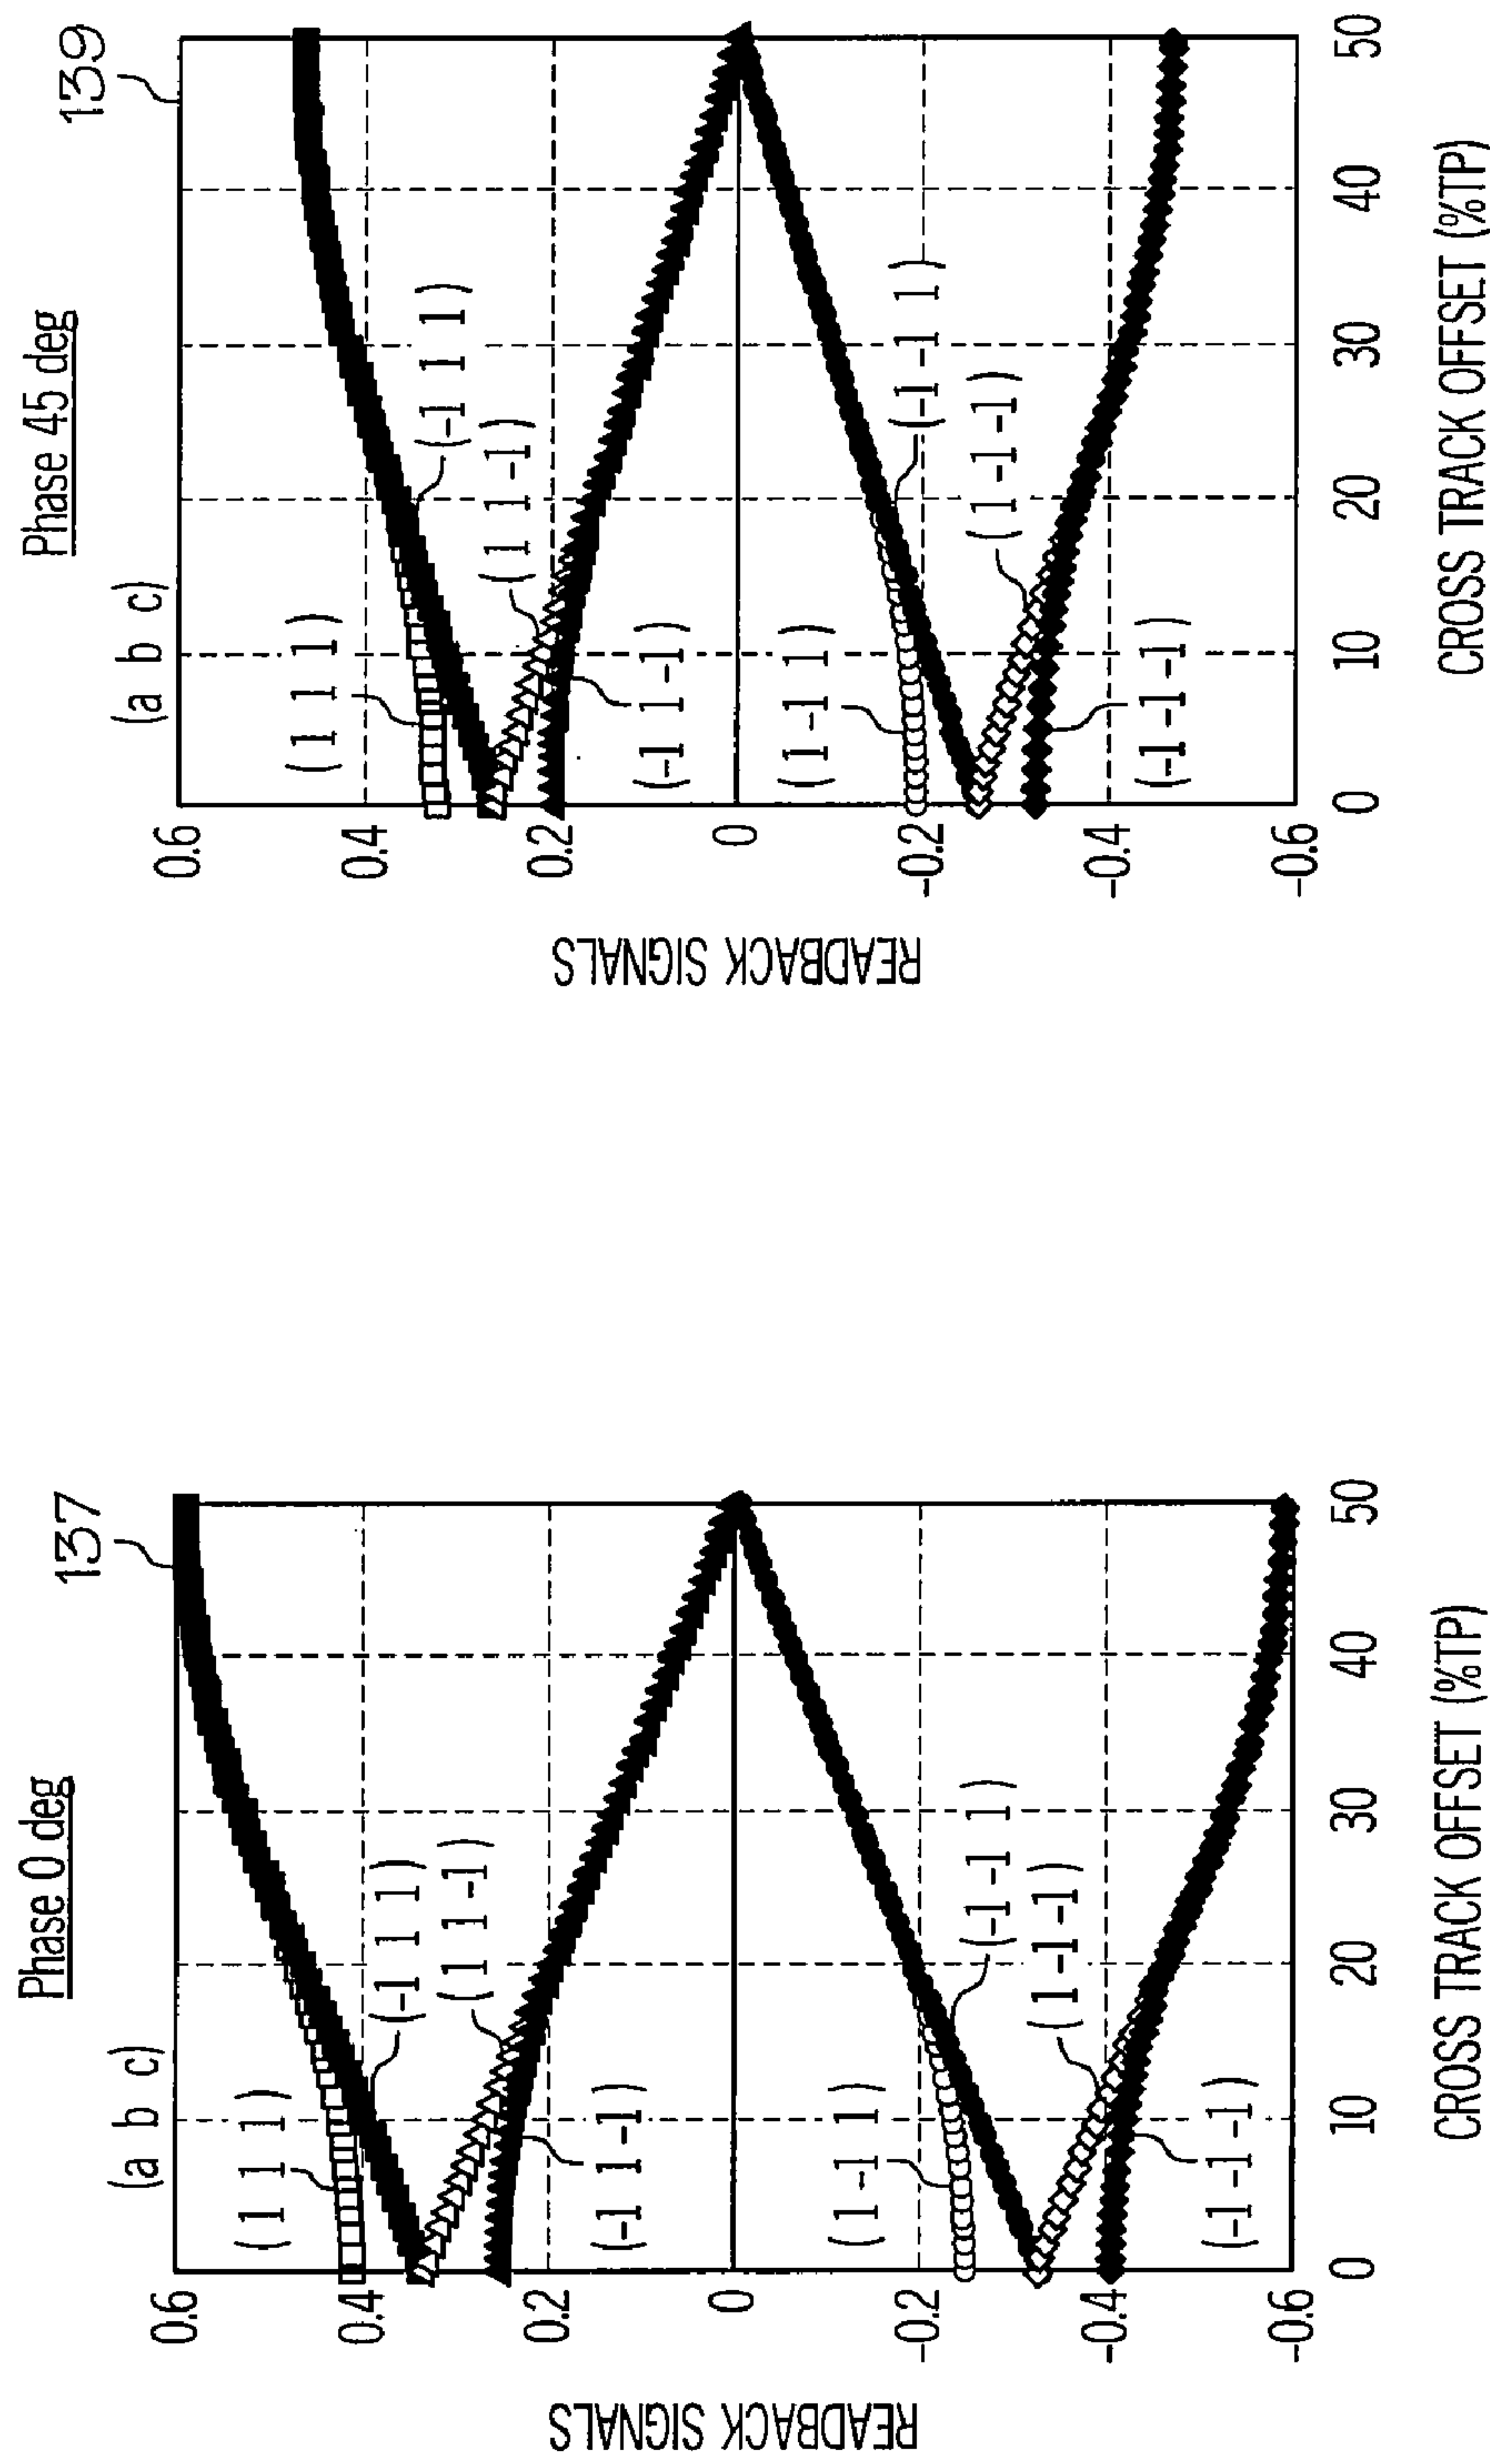 Phase 0 deg
137
(a b c)
(1 1 1)
(-1 1 1)
(1 1 -1)
(-1 1 -1)
(1 -1 1)
(-1 -1 1)
(1 -1 -1)
(-1 -1 -1)
0.6
0.4
0.2
0
-0.2
-0.4
-0.6
READBACK SIGNALS
0 10 20 30 40 50
CROSS TRACK OFFSET (%TP)
Phase 45 deg
139
(a b c)
(1 1 1)
(-1 1 1)
(1 1 -1)
(-1 1 -1)
(1 -1 1)
(-1 -1 1)
(1 -1 -1)
(-1 -1 -1)
0.6
0.4
0.2
0
-0.2
-0.4
-0.6
READBACK SIGNALS
0 10 20 30 40 50
CROSS TRACK OFFSET (%TP)